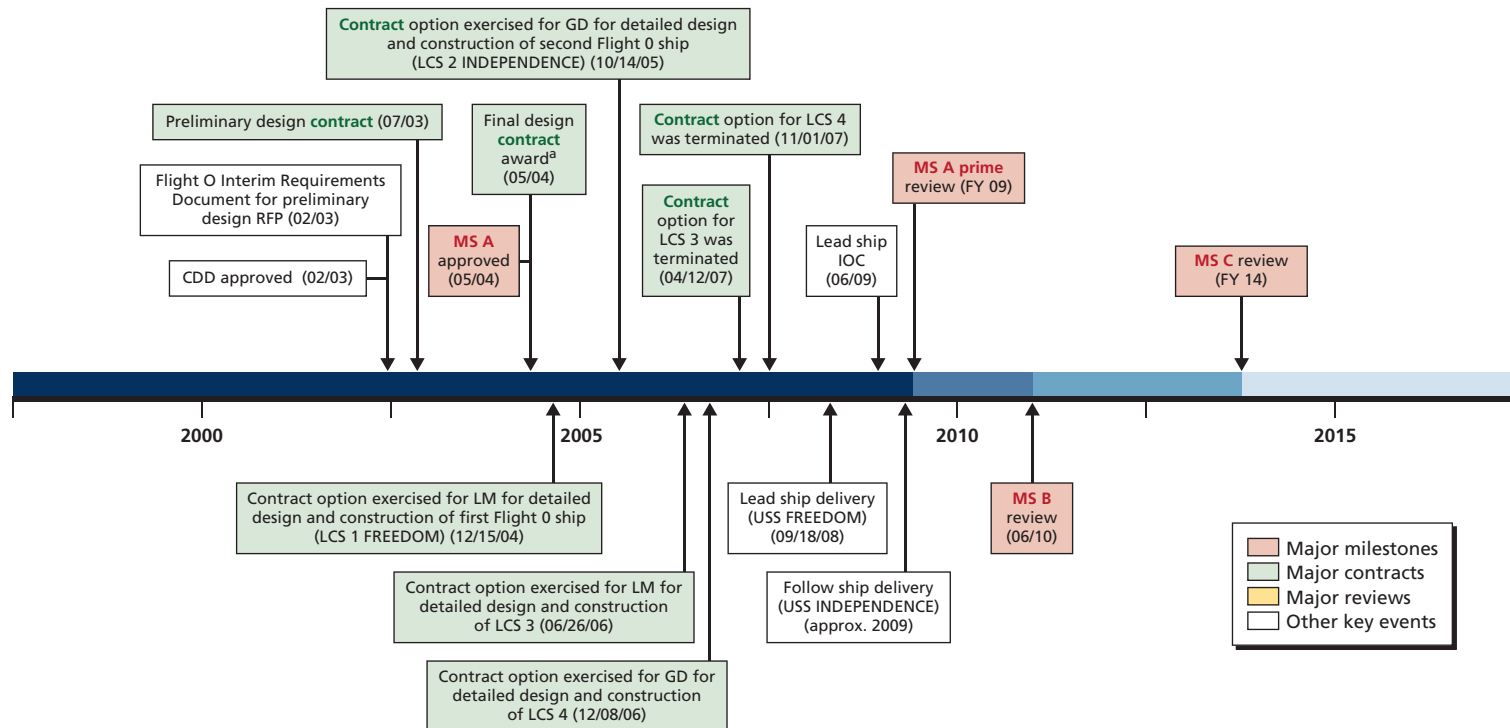 Contract option exercised for GD for detailed design
and construction of second Flight 0 ship
(LCS 2 INDEPENDENCE) (10/14/05)
Preliminary design contract (07/03)
Final design
contract
awardᵃ
(05/04)
Contract option for LCS 4
was terminated (11/01/07)
Flight O Interim Requirements
Document for preliminary
design RFP (02/03)
MS A prime
review (FY 09)
Contract
option for
LCS 3 was
terminated
(04/12/07)
MS A
approved
(05/04)
Lead ship
IOC
(06/09)
MS C review
(FY 14)
CDD approved (02/03)
2000
2005
2010
2015
Contract option exercised for LM for detailed
design and construction of first Flight 0 ship
(LCS 1 FREEDOM) (12/15/04)
Lead ship delivery
(USS FREEDOM)
(09/18/08)
MS B
review
(06/10)
Contract option exercised for LM for
detailed design and construction
of LCS 3 (06/26/06)
Follow ship delivery
(USS INDEPENDENCE)
(approx. 2009)
Contract option exercised for GD for
detailed design and construction
of LCS 4 (12/08/06)
Major milestones
Major contracts
Major reviews
Other key events